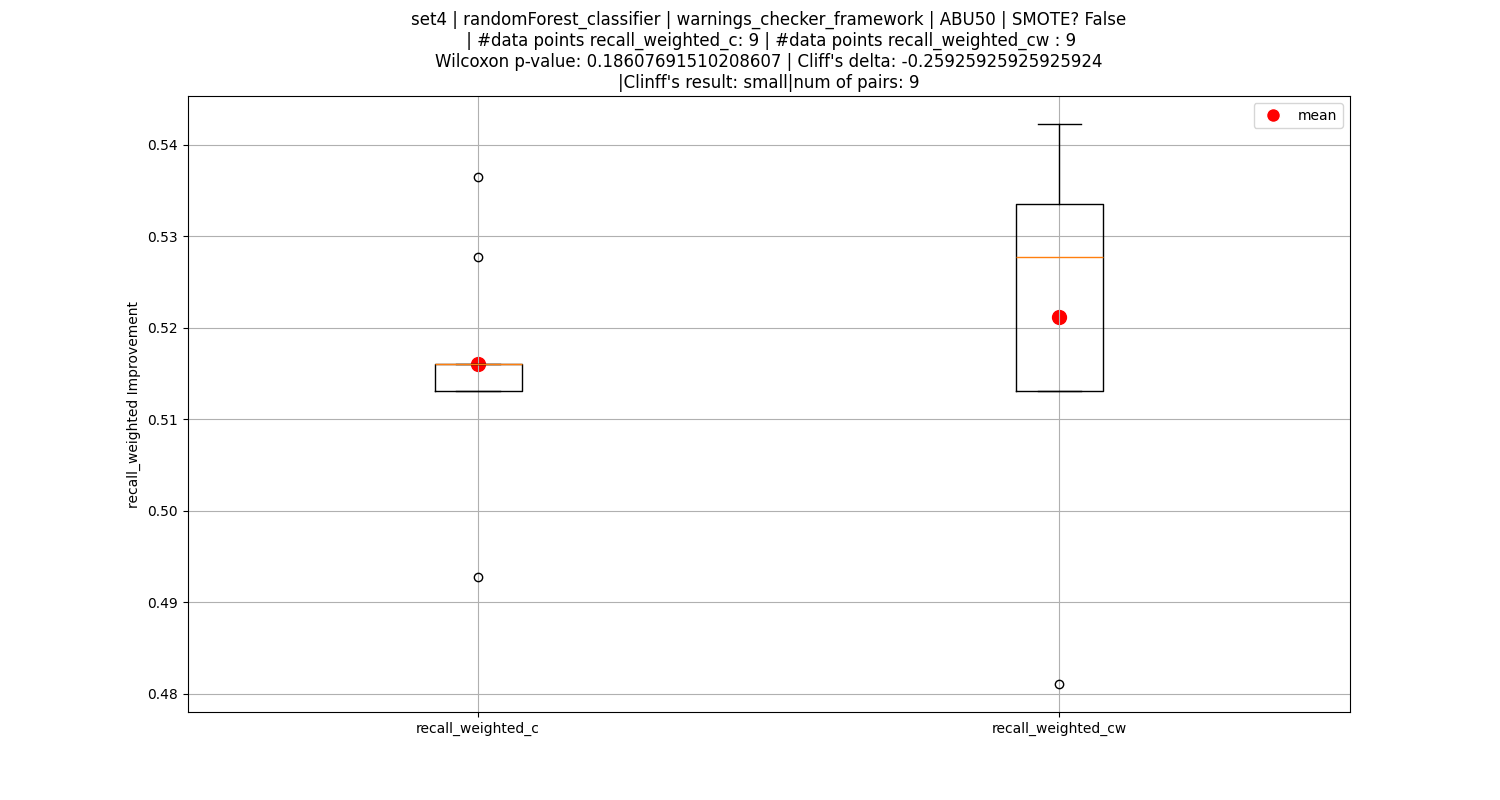 set4 | randomForest_classifier | warnings_checker_framework | ABU50 | SMOTE? False
| #data points recall_weighted_c: 9 | #data points recall_weighted_cw : 9
Wilcoxon p-value: 0.18607691510208607 | Cliff's delta: -0.25925925925925924
|Clinff's result: small|num of pairs: 9
mean
0.54
0.53
0.52
0.51
0.50
0.49
0.48
recall_weighted Improvement
recall_weighted_c
recall_weighted_cw